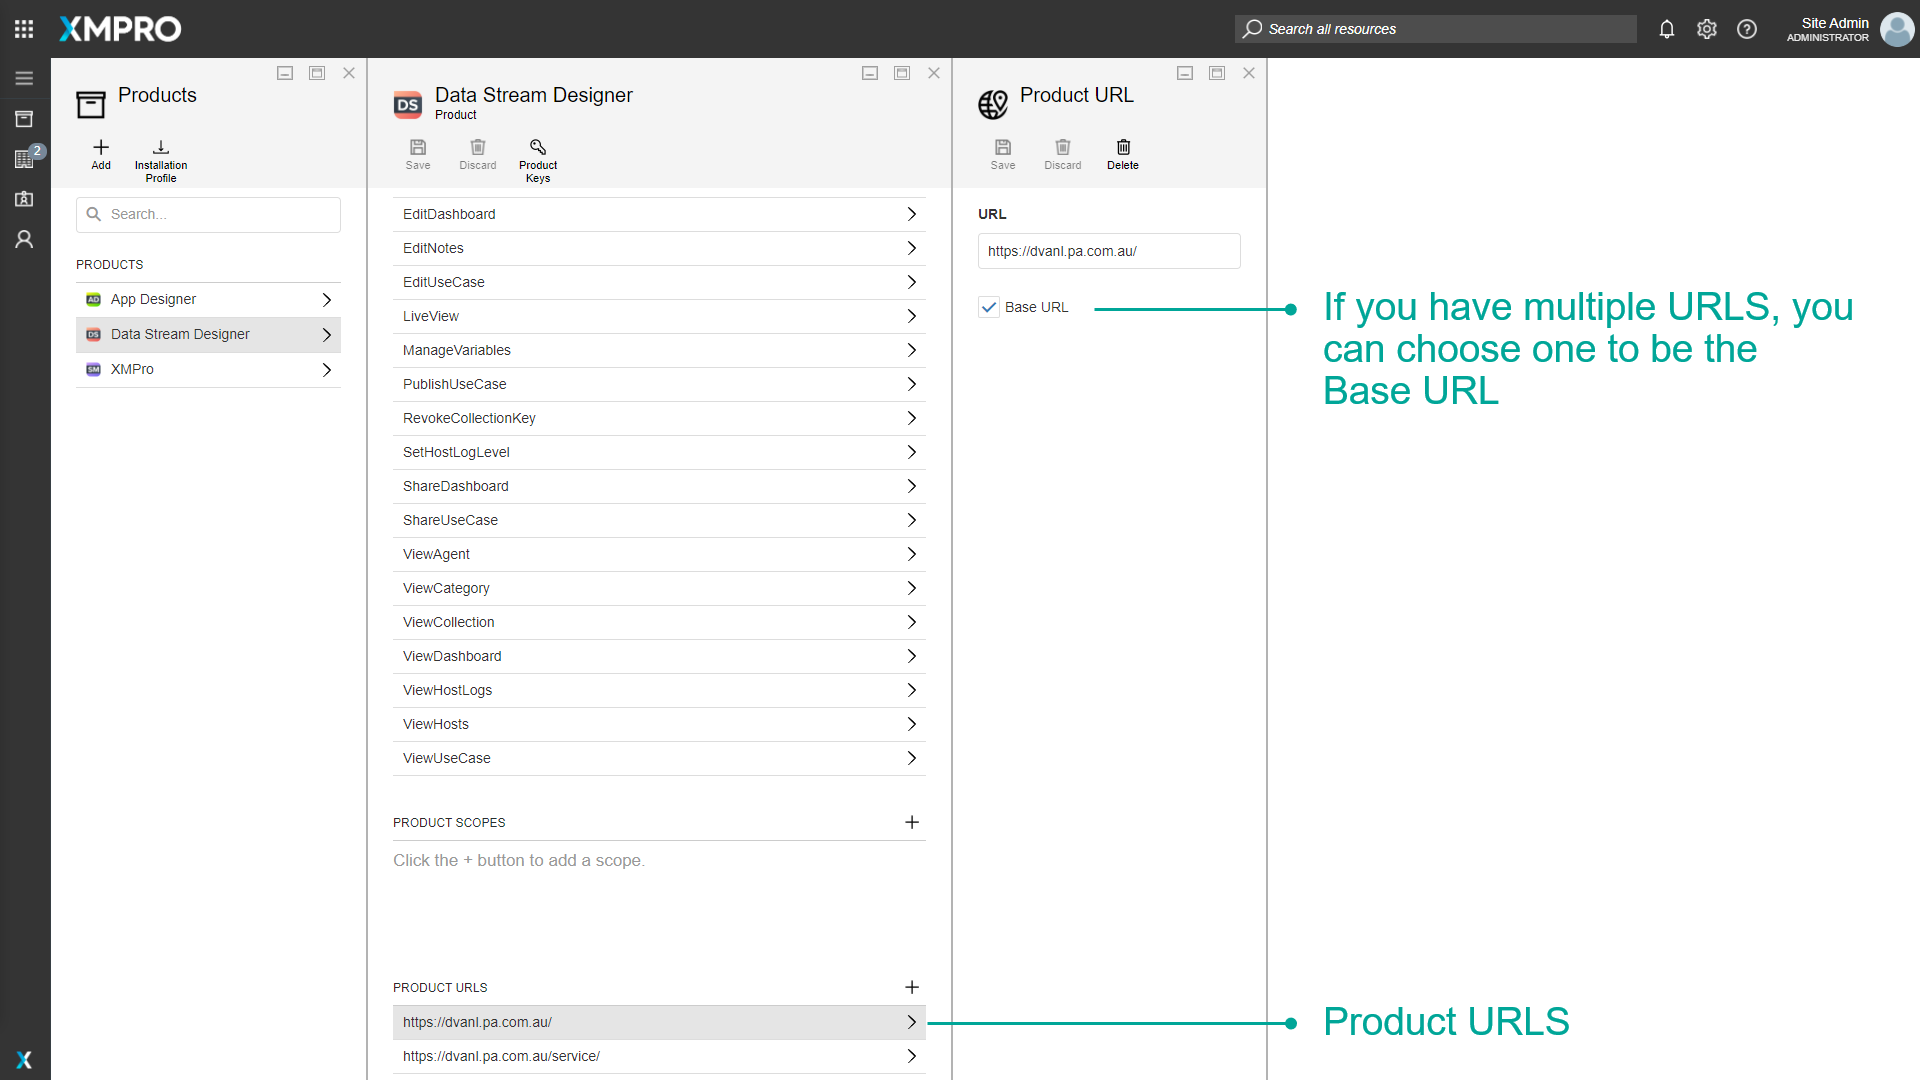 XMPRO
Search all resources
Site Admin
ADMINISTRATOR
2
Products
Add
Installation
Profile
Search...
PRODUCTS
AD App Designer
DS Data Stream Designer
SM XMPro
DS
Data Stream Designer
Product
Save
Discard
Product
Keys
EditDashboard
EditNotes
EditUseCase
LiveView
ManageVariables
PublishUseCase
RevokeCollectionKey
SetHostLogLevel
ShareDashboard
ShareUseCase
ViewAgent
ViewCategory
ViewCollection
ViewDashboard
ViewHostLogs
ViewHosts
ViewUseCase
PRODUCT SCOPES
Click the + button to add a scope.
PRODUCT URLS
https://dvanl.pa.com.au/
https://dvanl.pa.com.au/service/
Product URL
Save
Discard
Delete
URL
https://dvanl.pa.com.au/
Base URL
If you have multiple URLS, you
can choose one to be the
Base URL
Product URLS